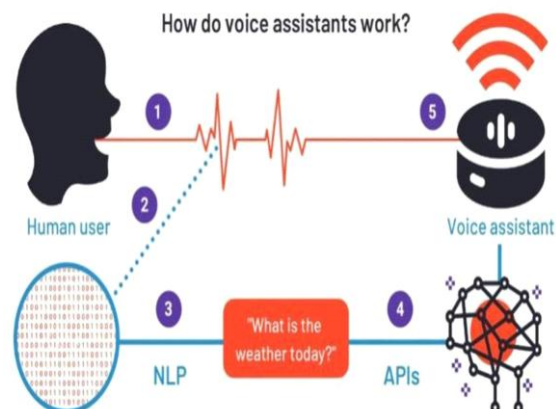 How do voice assistants work?
1
5
Human user
2
Voice assistant
3
"What is the
weather today?"
4
NLP
APIs